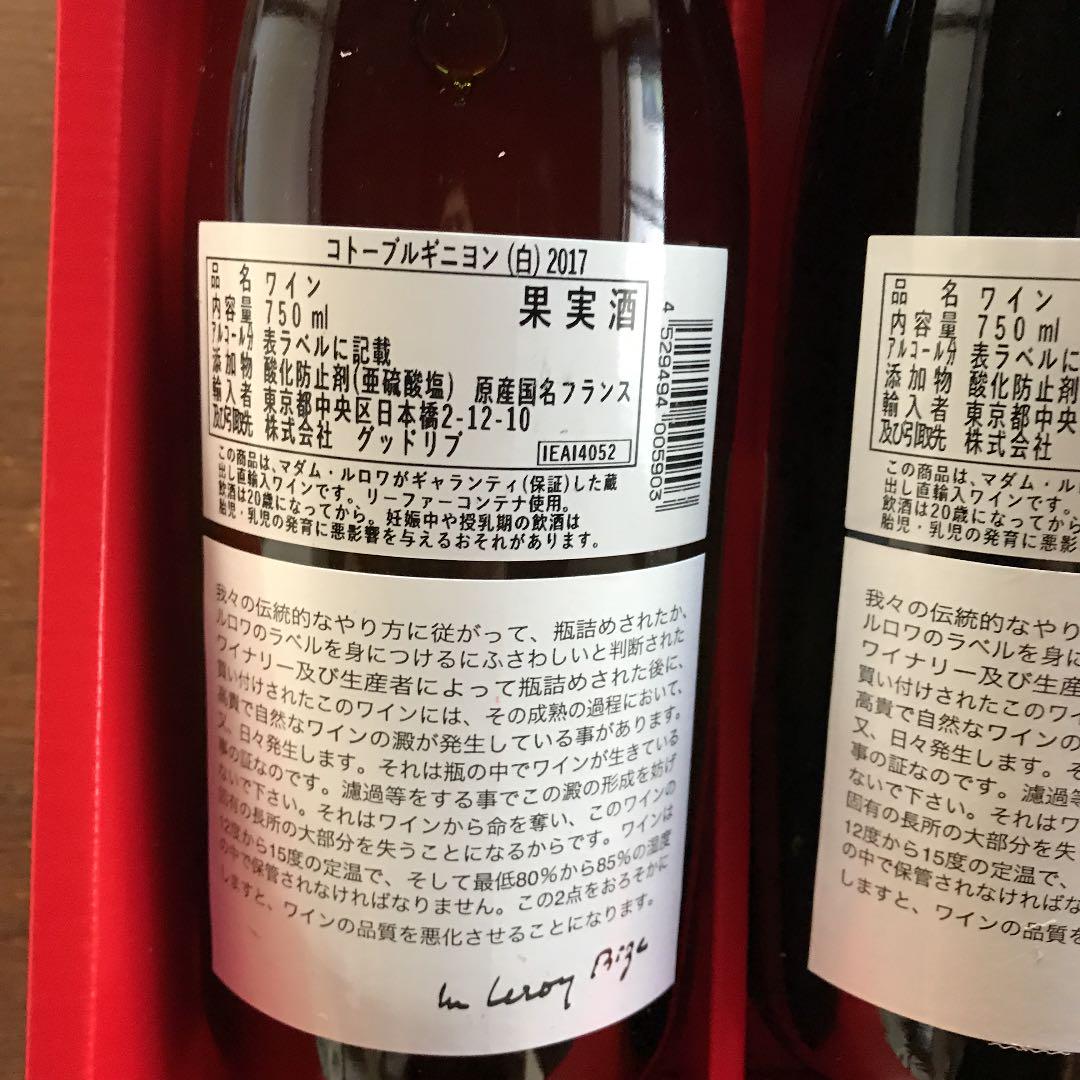 コトーブルギニヨン (白) 2017
品名 ワイン
果実酒
内容量 750 ml
アルコール分 表ラベルに記載
添加物 酸化防止剤(亜硫酸塩) 原産国名フランス
輸入者 東京都中央区日本橋2-12-10
及び引取先 株式会社 グッドリブ
IEAI4052
4 529494 005903
この商品は、マダム・ルロワがギャランティ(保証)した蔵
出し直輸入ワインです。リーファーコンテナ使用。
飲酒は20歳になってから。妊娠中や授乳期の飲酒は
胎児・乳児の発育に悪影響を与えるおそれがあります。
我々の伝統的なやり方に従がって、瓶詰めされたか、
ルロワのラベルを身につけるにふさわしいと判断された
ワイナリー及び生産者によって瓶詰めされた後に、
買い付けされたこのワインには、その成熟の過程において、
高貴で自然なワインの澱が発生している事があります。
又、日々発生します。それは瓶の中でワインが生きている
事の証なのです。濾過等をする事でこの澱の形成を妨げ
ないで下さい。それはワインから命を奪い、このワインの
固有の長所の大部分を失うことになるからです。ワインは
12度から15度の定温で、そして最低80%から85%の湿度
の中で保管されなければなりません。この2点をおろそかに
しますと、ワインの品質を悪化させることになります。
Leroy Bize
品名 ワイン
内容量 750 ml
アルコール分 表ラベルに
添加物 酸化防止剤
輸入者 東京都中央
及び引取先 株式会社
この商品は、マダム・ルロ
出し直輸入ワインです。
飲酒は20歳になってから
胎児・乳児の発育に悪影
我々の伝統的なやり
ルロワのラベルを身に
ワイナリー及び生産
買い付けされたこのワイ
高貴で自然なワインの
又、日々発生します。そ
事の証なのです。濾過等
ないで下さい。それはワ
固有の長所の大部分を失
12度から15度の定温で、
の中で保管されなければな
しますと、ワインの品質を